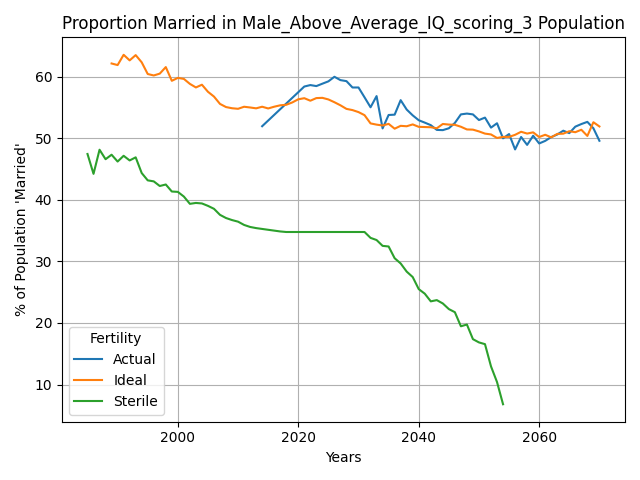 Proportion Married in Male_Above_Average_IQ_scoring_3 Population
% of Population 'Married'
60
50
40
30
20
10
Fertility
Actual
Ideal
Sterile
2000
2020
2040
2060
Years